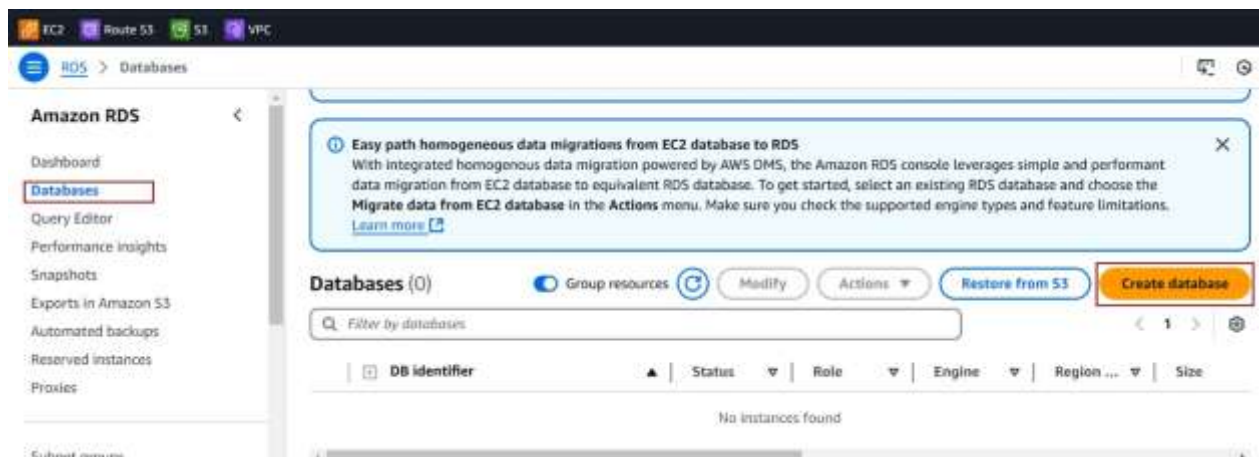 EC2 Route 53 S3 VPC
RDS > Databases
Amazon RDS
Dashboard
Databases
Query Editor
Performance insights
Snapshots
Exports in Amazon S3
Automated backups
Reserved instances
Proxies
Subnet groups
Easy path homogeneous data migrations from EC2 database to RDS
With integrated homogenous data migration powered by AWS DMS, the Amazon RDS console leverages simple and performant
data migration from EC2 database to equivalent RDS database. To get started, select an existing RDS database and choose the
Migrate data from EC2 database in the Actions menu. Make sure you check the supported engine types and feature limitations.
Learn more
Databases (0) Group resources Modify Actions Restore from S3 Create database
Filter by databases 1
DB identifier Status Role Engine Region ... Size
No instances found